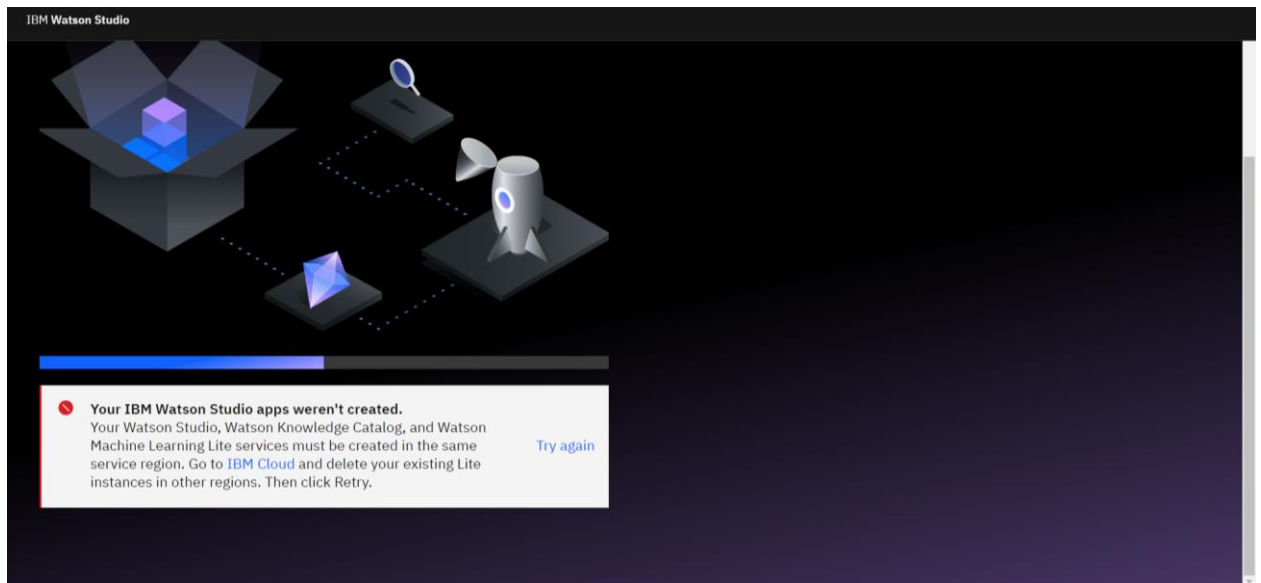 IBM Watson Studio
Your IBM Watson Studio apps weren't created.
Your Watson Studio, Watson Knowledge Catalog, and Watson
Machine Learning Lite services must be created in the same
service region. Go to IBM Cloud and delete your existing Lite
instances in other regions. Then click Retry.
Try again